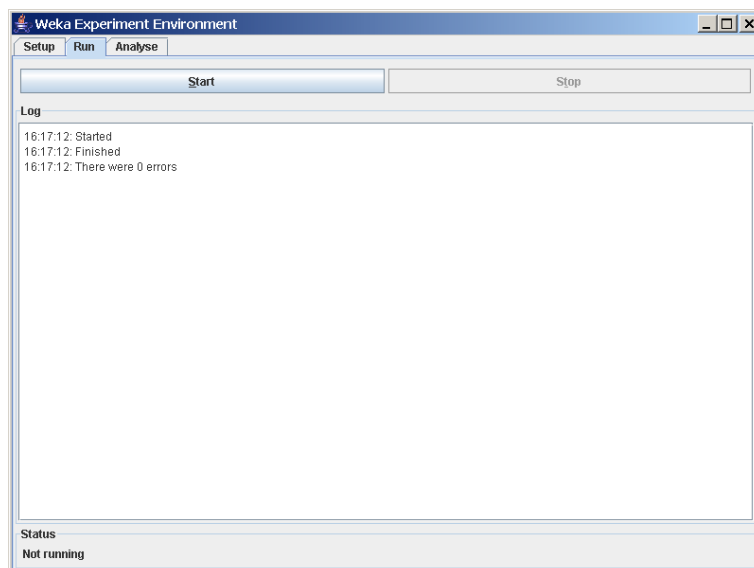 Weka Experiment Environment
Setup Run Analyse
Start Stop
Log
16:17:12: Started
16:17:12: Finished
16:17:12: There were 0 errors
Status
Not running